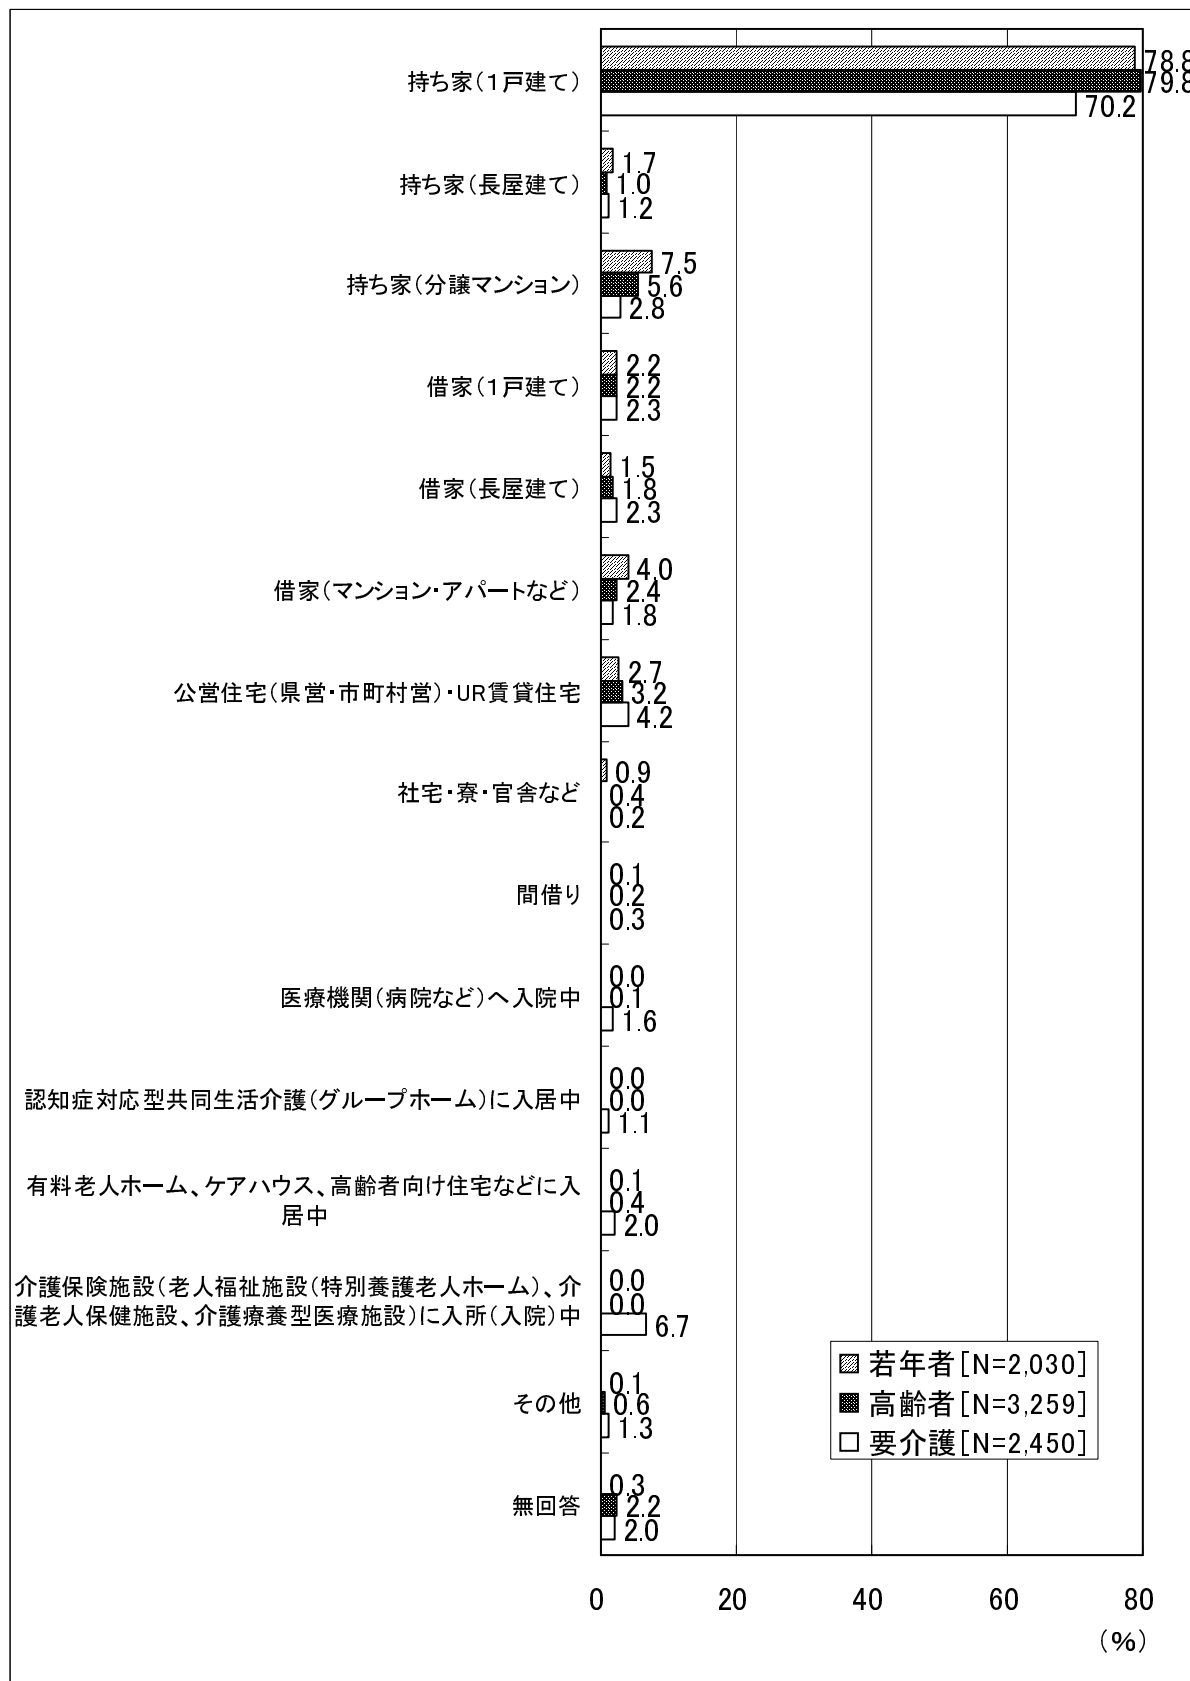 持ち家(１戸建て)
78.8
79.8
70.2
持ち家(長屋建て)
1.7
1.0
1.2
持ち家(分譲マンション)
7.5
5.6
2.8
借家(１戸建て)
2.2
2.2
2.3
借家(長屋建て)
1.5
1.8
2.3
借家(マンション・アパートなど)
4.0
2.4
1.8
公営住宅(県営・市町村営)・UR賃貸住宅
2.7
3.2
4.2
社宅・寮・官舎など
0.9
0.4
0.2
間借り
0.1
0.2
0.3
医療機関(病院など)へ入院中
0.0
0.1
1.6
認知症対応型共同生活介護(グループホーム)に入居中
0.0
0.0
1.1
有料老人ホーム、ケアハウス、高齢者向け住宅などに入
居中
0.1
0.4
2.0
介護保険施設(老人福祉施設(特別養護老人ホーム)、介
護老人保健施設、介護療養型医療施設)に入所(入院)中
0.0
0.0
6.7
その他
0.1
0.6
1.3
無回答
0.3
2.2
2.0
若年者[N=2,030]
高齢者[N=3,259]
要介護[N=2,450]
0 20 40 60 80
(%)